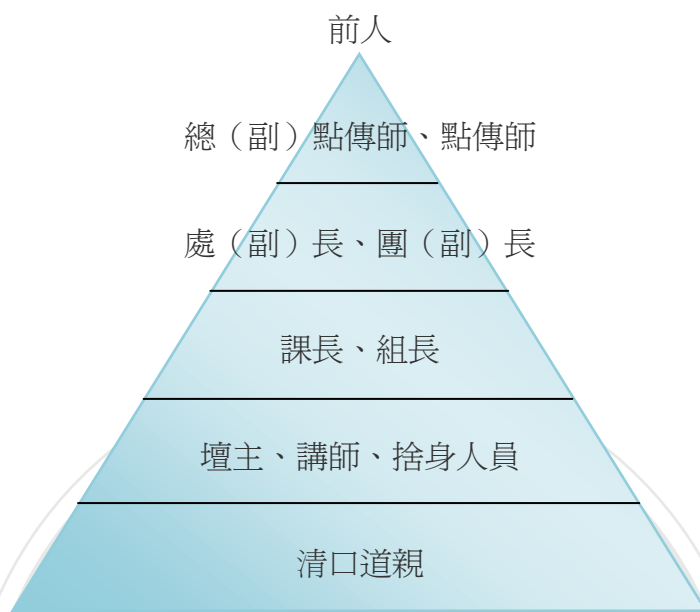 前人
總（副）點傳師、點傳師
處（副）長、團（副）長
課長、組長
壇主、講師、捨身人員
清口道親